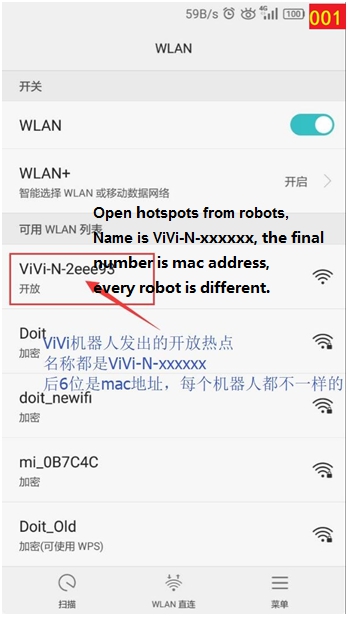 59B/s 4G 100 001
WLAN
开关
WLAN
WLAN+
智能选择 WLAN 或移动数据网络
开启
可用 WLAN 列表
Open hotspots from robots,
Name is ViVi-N-xxxxxx, the final
number is mac address,
every robot is different.
ViVi-N-2eee93
开放
Doit
加密
ViVi机器人发出的开放热点
名称都是ViVi-N-xxxxxx
后6位是mac地址，每个机器人都不一样的
doit_newifi
加密
mi_0B7C4C
加密
Doit_Old
加密(可使用 WPS)
扫描
WLAN 直连
菜单